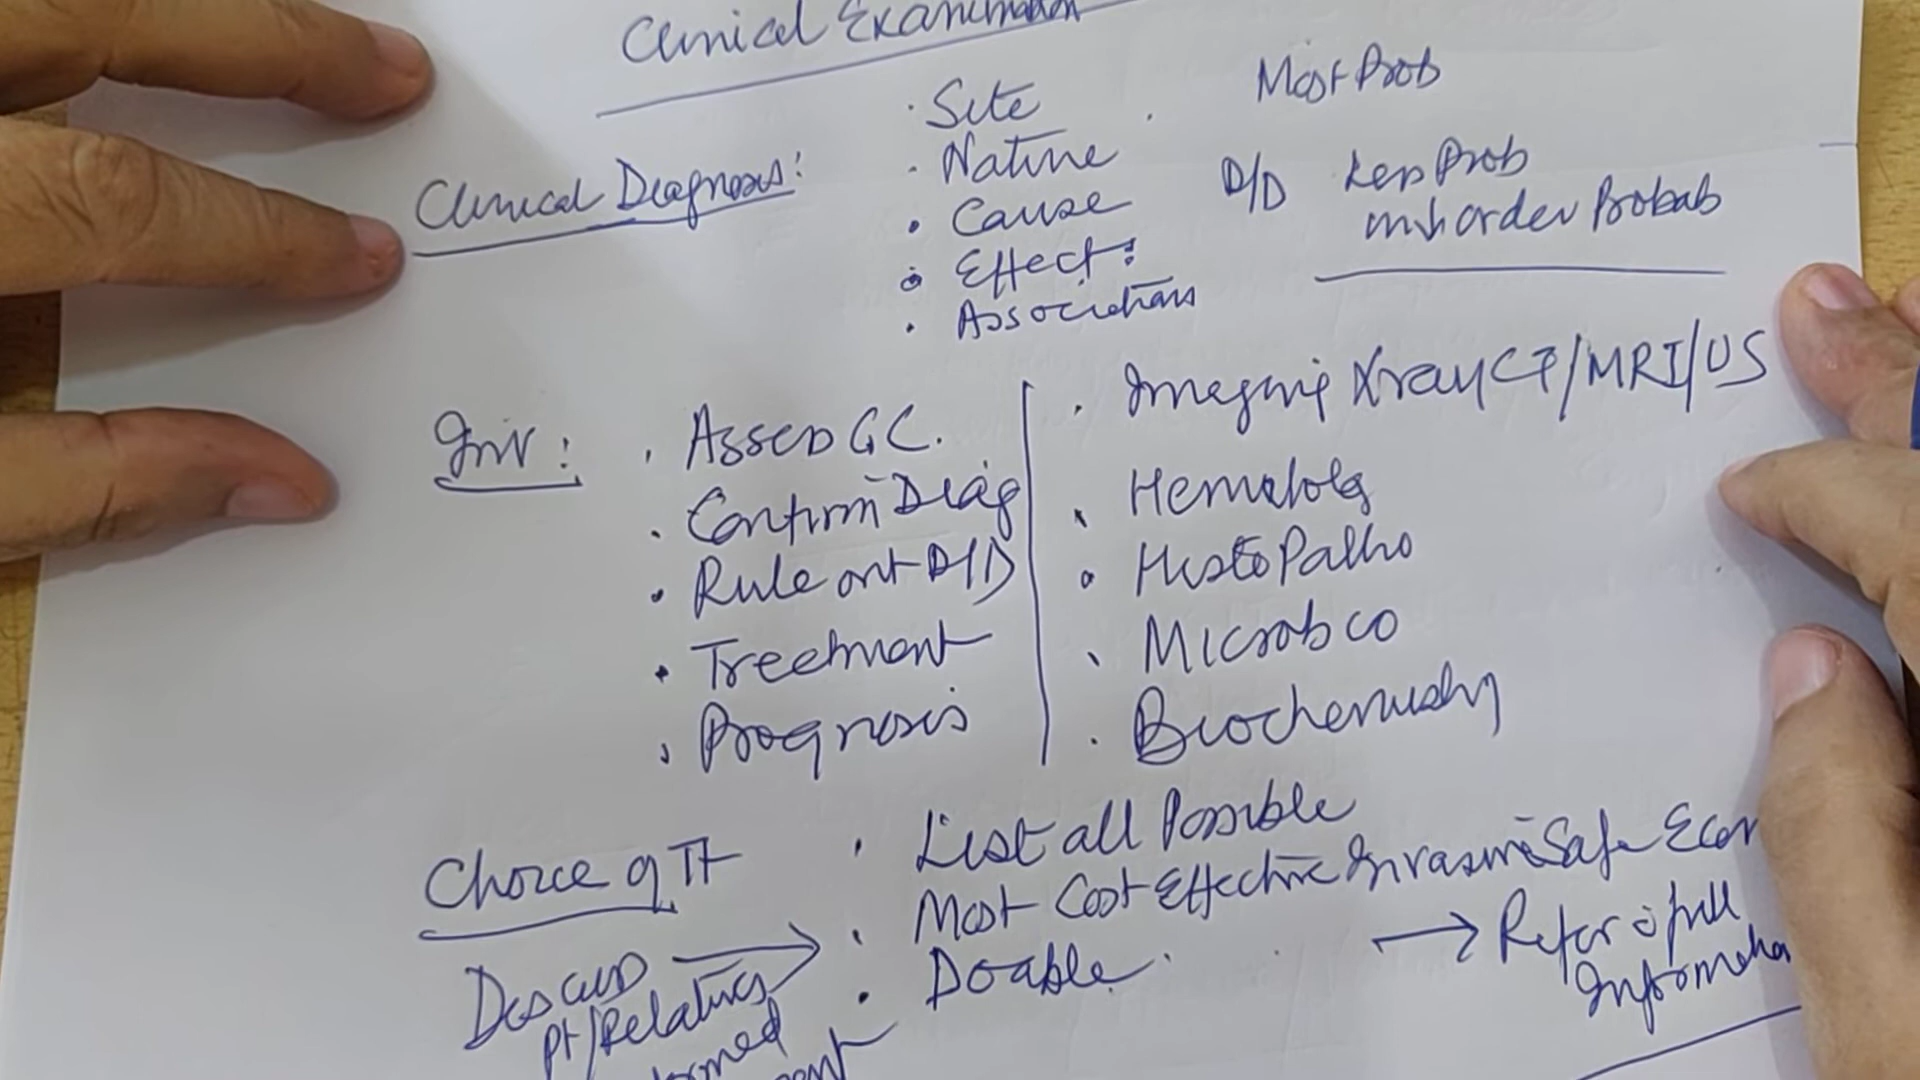 Clinical Examination
Clinical Diagnosis:
· Site
· Nature
· Cause
· Effect:
· Associations
Most Prob
D/D Less Prob
in order Probab
Inv:
· Assess GC.
· Confirm Diag
· Rule out D/D
· Treatment
· Prognosis
· Imaging Xray CT/MRI/US
· Hematolog
· HistoPatho
· Microbio
· Biochemistry
Choice of Tt
· List all Possible
· Most Cost Effective Invasive Safe Econ
· Doable
Discuss →
Pt/Relatives
→ Refer c̄ full
Information